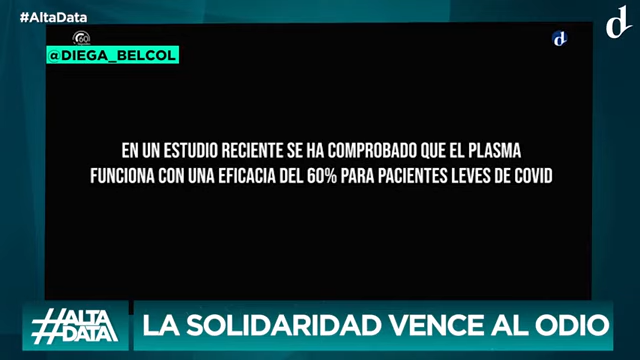 #AltaData
d
60
d
@DIEGA_BELCOL
EN UN ESTUDIO RECIENTE SE HA COMPROBADO QUE EL PLASMA
FUNCIONA CON UNA EFICACIA DEL 60% PARA PACIENTES LEVES DE COVID
#ALTA
DATA
LA SOLIDARIDAD VENCE AL ODIO